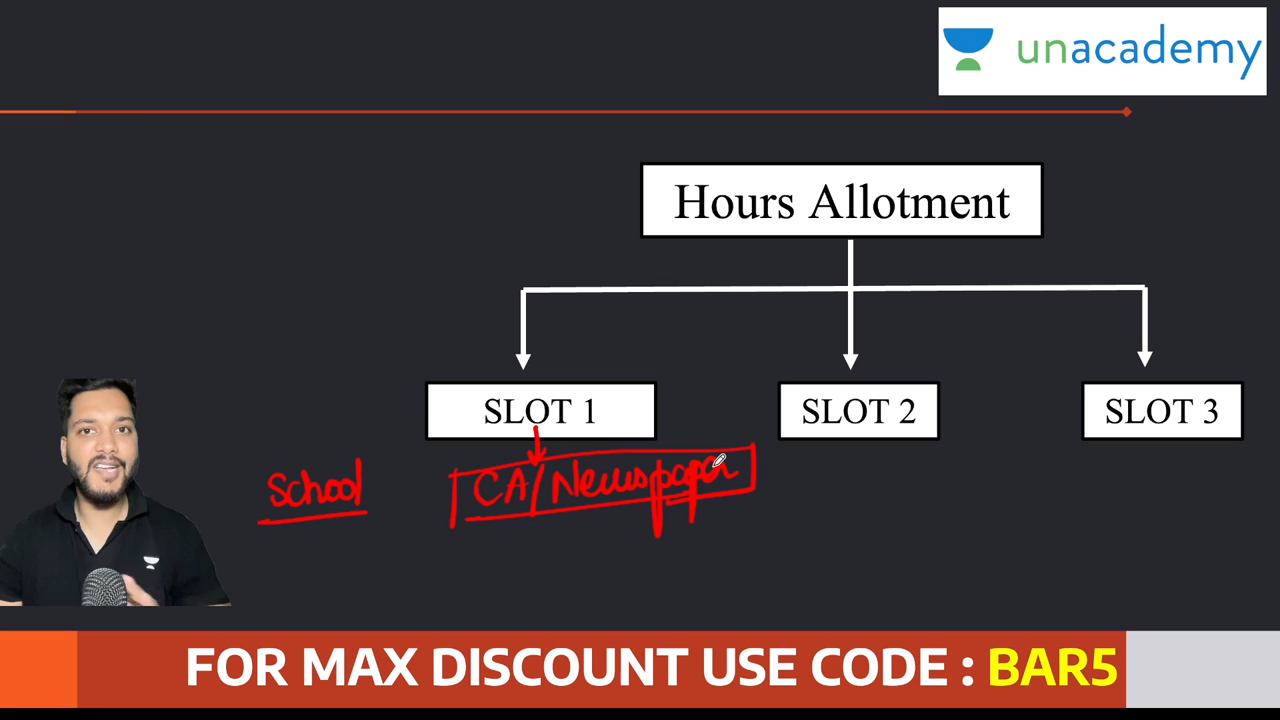 unacademy
Hours Allotment
SLOT 1
SLOT 2
SLOT 3
School
CA/Newspaper
FOR MAX DISCOUNT USE CODE : BAR5